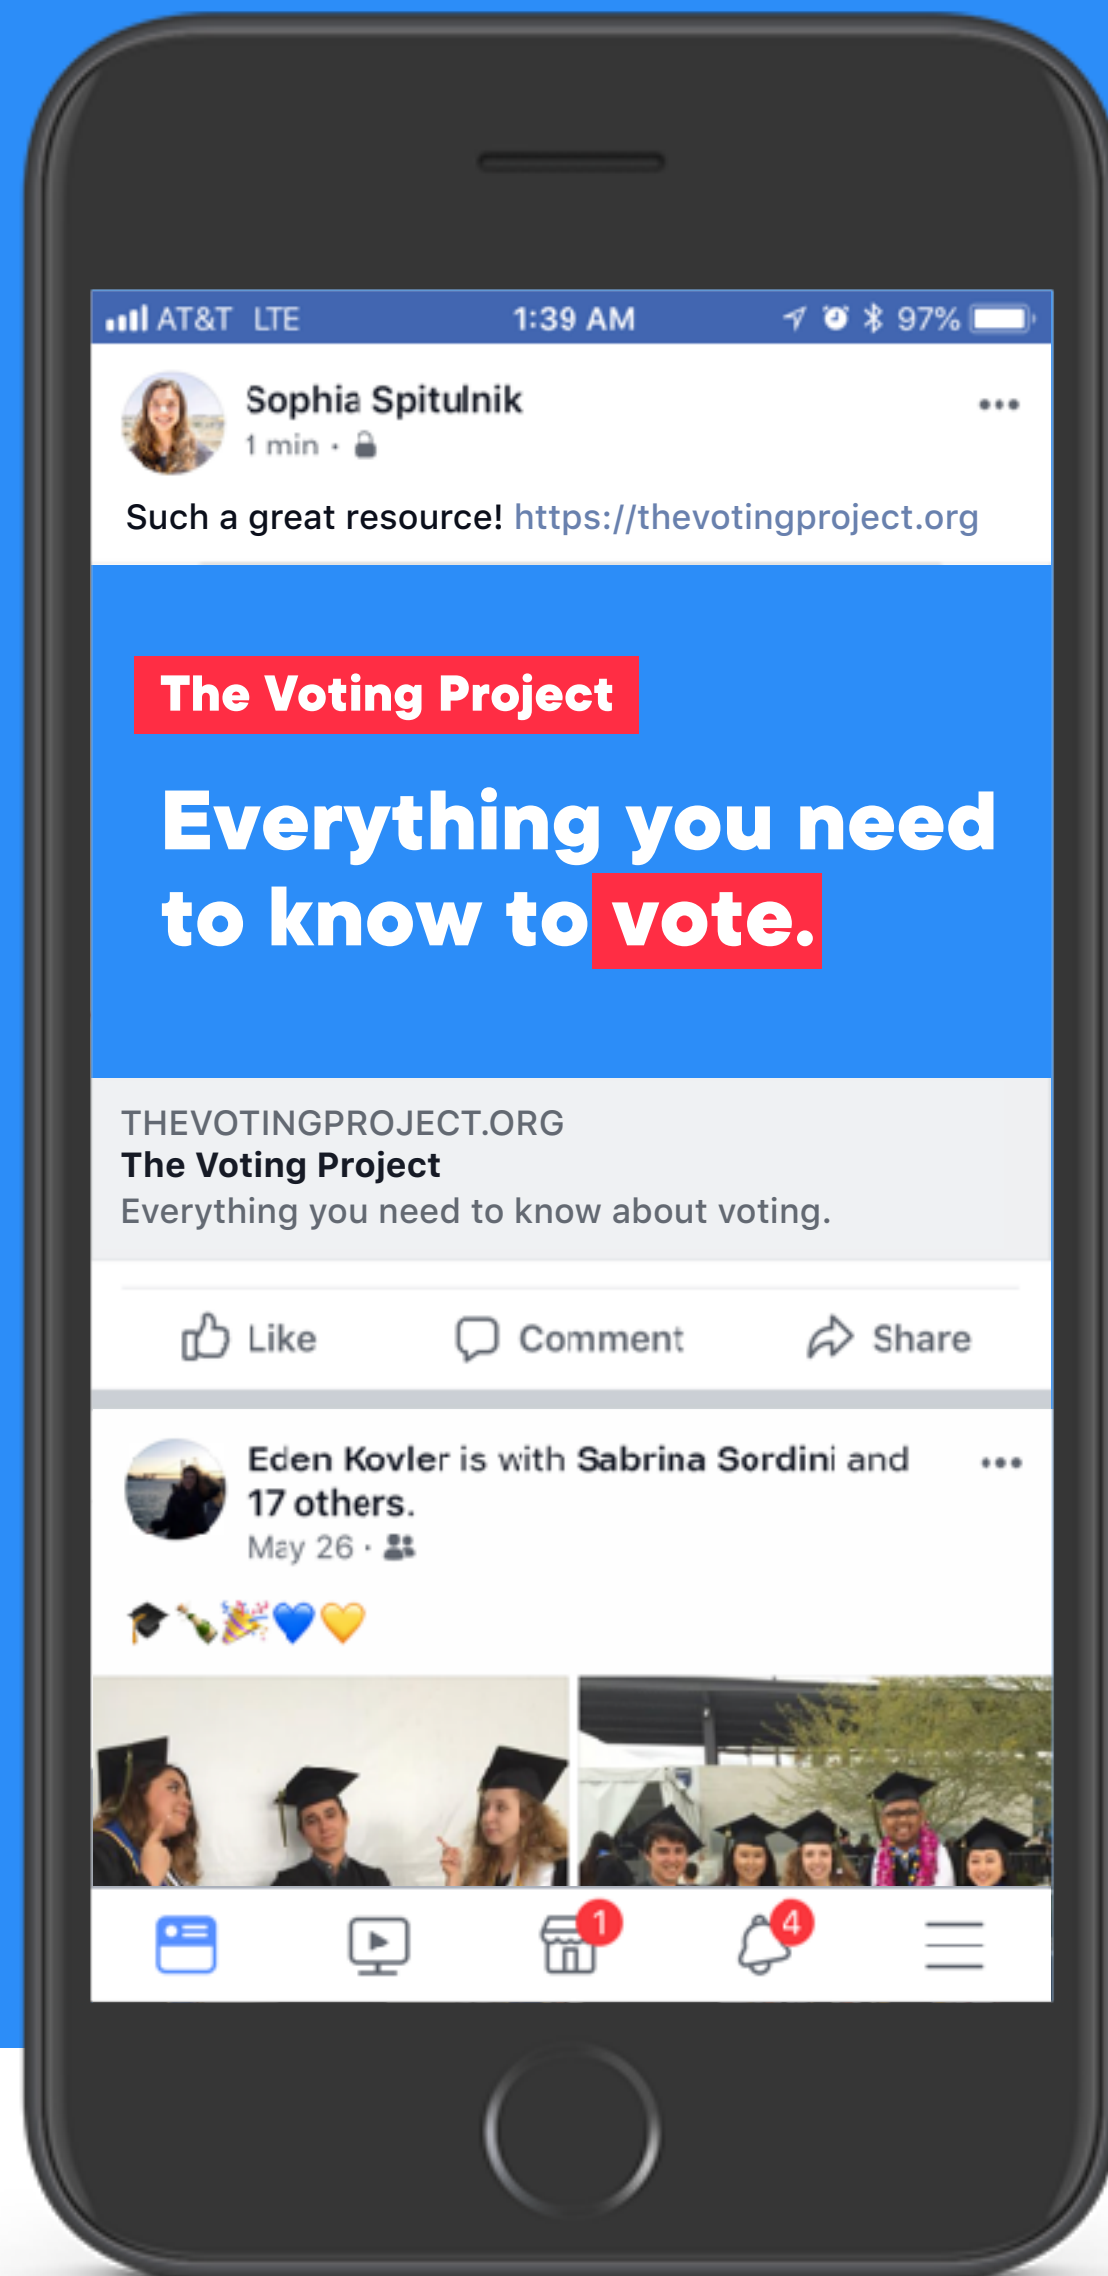 AT&T LTE 1:39 AM 97%
Sophia Spitulnik
1 min ·
Such a great resource! https://thevotingproject.org
The Voting Project
Everything you need
to know to vote.
THEVOTINGPROJECT.ORG
The Voting Project
Everything you need to know about voting.
Like Comment Share
Eden Kovler is with Sabrina Sordini and
17 others.
May 26 ·
1 4